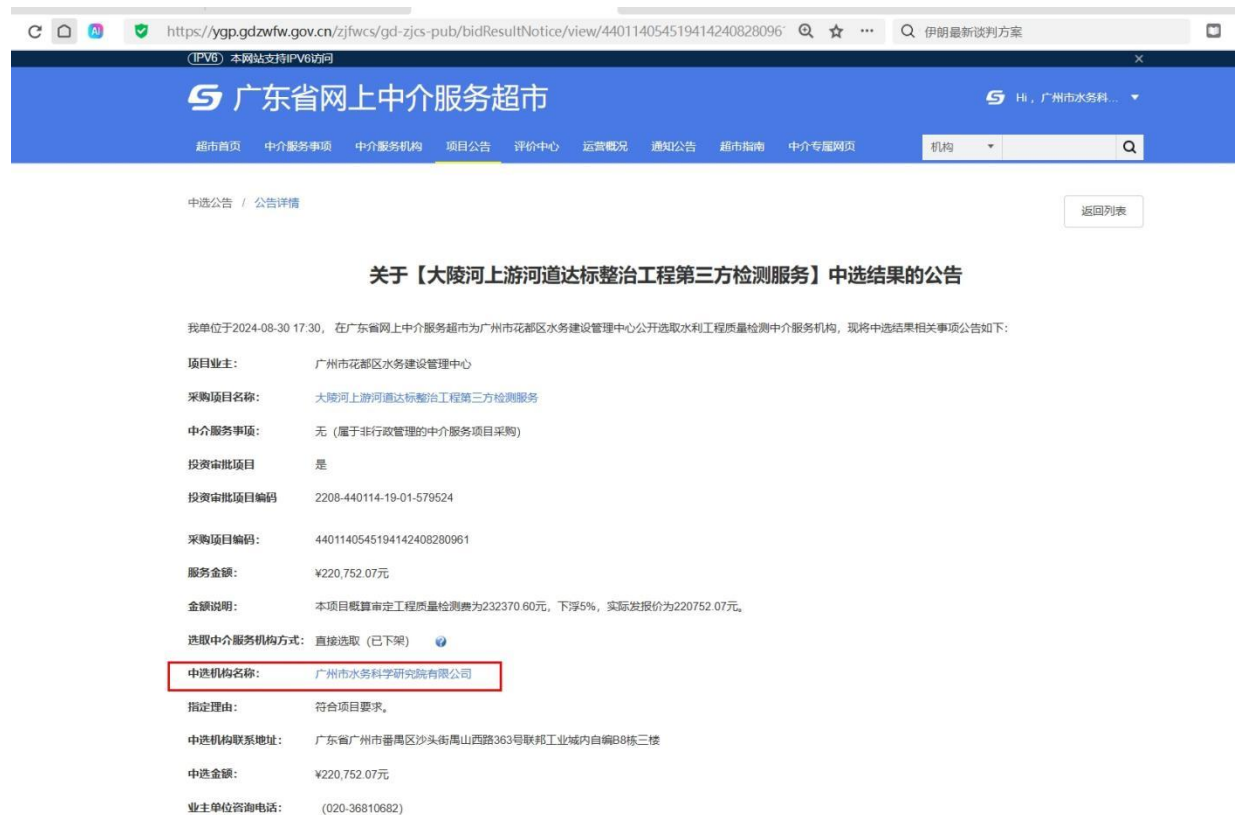 https://ygp.gdzwfw.gov.cn/zjfwcs/gd-zjcs-pub/bidResultNotice/view/440114054519414240828096
伊朗最新谈判方案
IPV6 本网站支持IPV6访问
广东省网上中介服务超市
Hi，广州市水务科...
超市首页 中介服务事项 中介服务机构 项目公告 评价中心 运营概况 通知公告 超市指南 中介专属网页 机构
中选公告 / 公告详情
返回列表
关于【大陵河上游河道达标整治工程第三方检测服务】中选结果的公告
我单位于2024-08-30 17:30， 在广东省网上中介服务超市为广州市花都区水务建设管理中心公开选取水利工程质量检测中介服务机构，现将中选结果相关事项公告如下：
项目业主： 广州市花都区水务建设管理中心
采购项目名称： 大陵河上游河道达标整治工程第三方检测服务
中介服务事项： 无（属于非行政管理的中介服务项目采购）
投资审批项目 是
投资审批项目编码 2208-440114-19-01-579524
采购项目编码： 4401140545194142408280961
服务金额： ¥220,752.07元
金额说明： 本项目概算审定工程质量检测费为232370.60元，下浮5%，实际发报价为220752.07元。
选取中介服务机构方式： 直接选取（已下架）
中选机构名称： 广州市水务科学研究院有限公司
指定理由： 符合项目要求。
中选机构联系地址： 广东省广州市番禺区沙头街禺山西路363号联邦工业城内自编B8栋三楼
中选金额： ¥220,752.07元
业主单位咨询电话： （020-36810682）